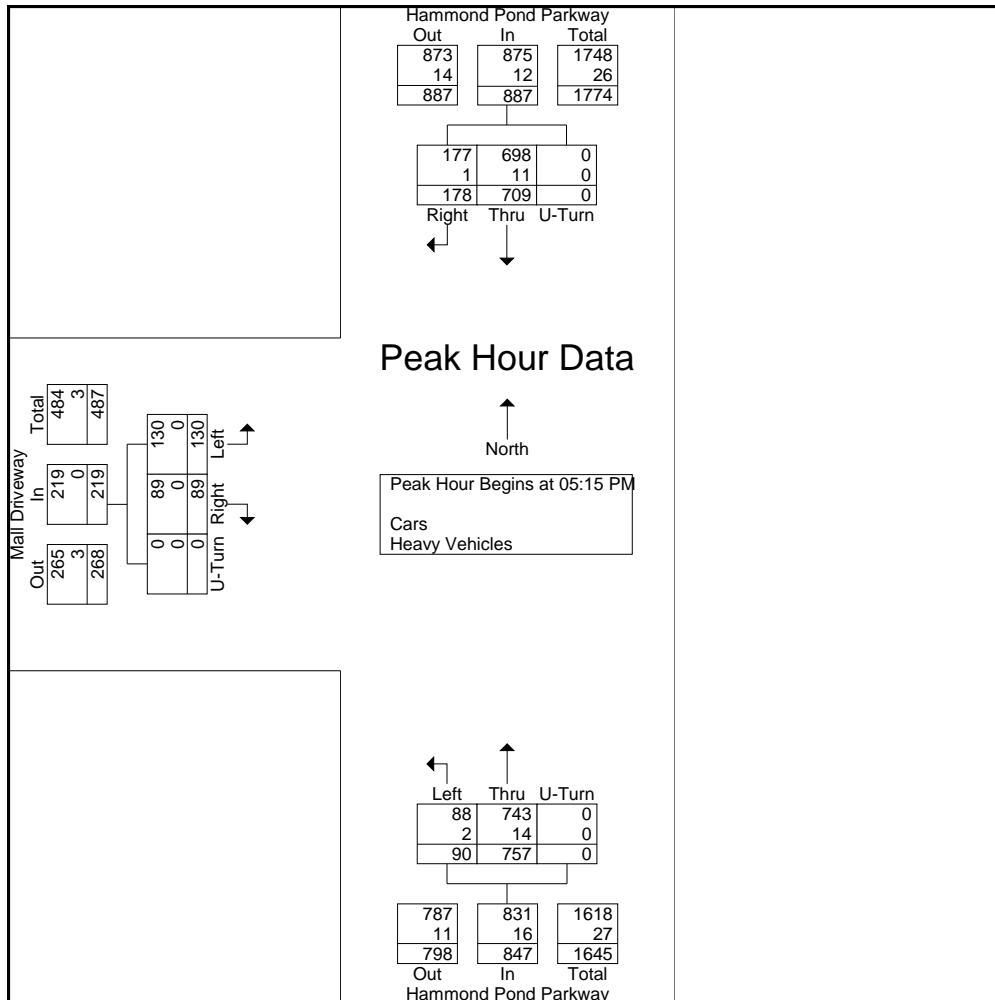 Hammond Pond Parkway
Out In Total
873 875 1748
14 12 26
887 887 1774
177 698 0
1 11 0
178 709 0
Right Thru U-Turn
Peak Hour Data
North
Peak Hour Begins at 05:15 PM
Cars
Heavy Vehicles
Mall Driveway
Out In Total
265 219 484
3 0 3
268 219 487
0 89 130
0 0 0
0 89 130
U-Turn Right Left
Left Thru U-Turn
88 743 0
2 14 0
90 757 0
787 831 1618
11 16 27
798 847 1645
Out In Total
Hammond Pond Parkway